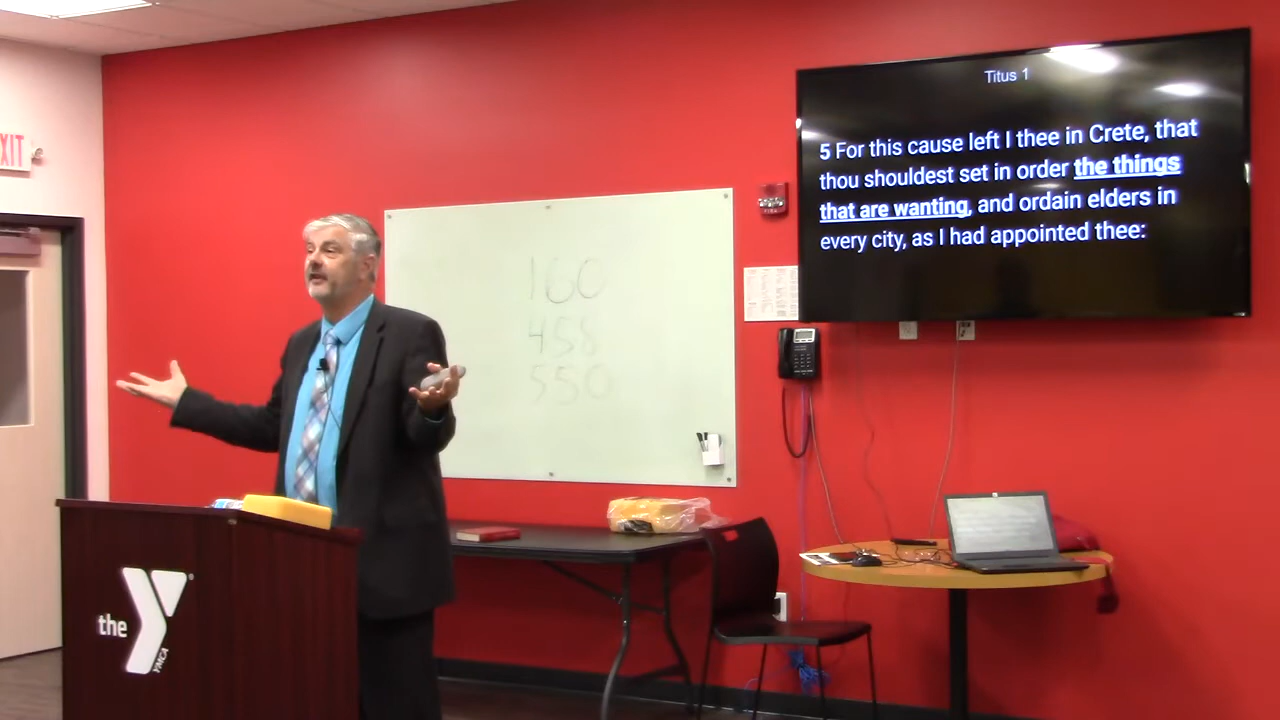 EXIT
Titus 1
5 For this cause left I thee in Crete, that
thou shouldest set in order the things
that are wanting, and ordain elders in
every city, as I had appointed thee:
160
458
550
FIRE
the Y
YMCA